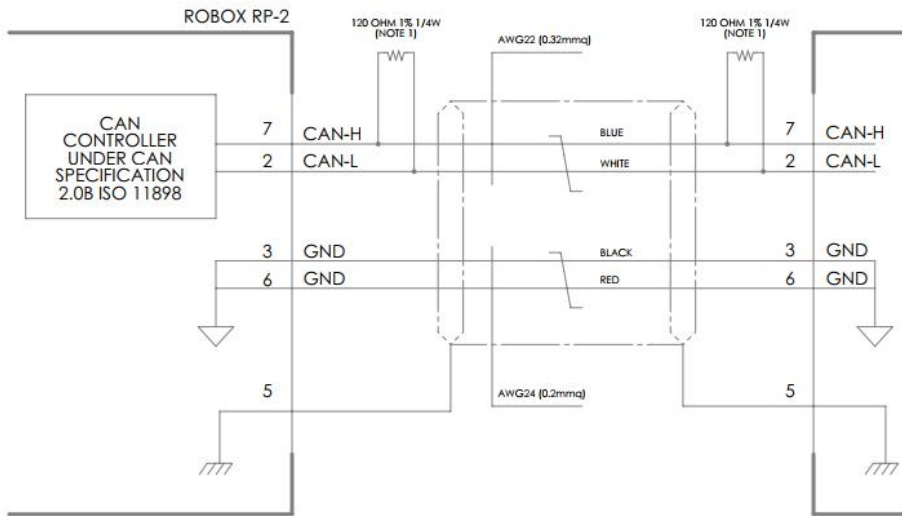 ROBOX RP-2
120 OHM 1% 1/4W
(NOTE 1)
AWG22 (0.32mmq)
120 OHM 1% 1/4W
(NOTE 1)
CAN
CONTROLLER
UNDER CAN
SPECIFICATION
2.0B ISO 11898
7 CAN-H BLUE 7 CAN-H
2 CAN-L WHITE 2 CAN-L
3 GND BLACK 3 GND
6 GND RED 6 GND
5 AWG24 (0.2mmq) 5